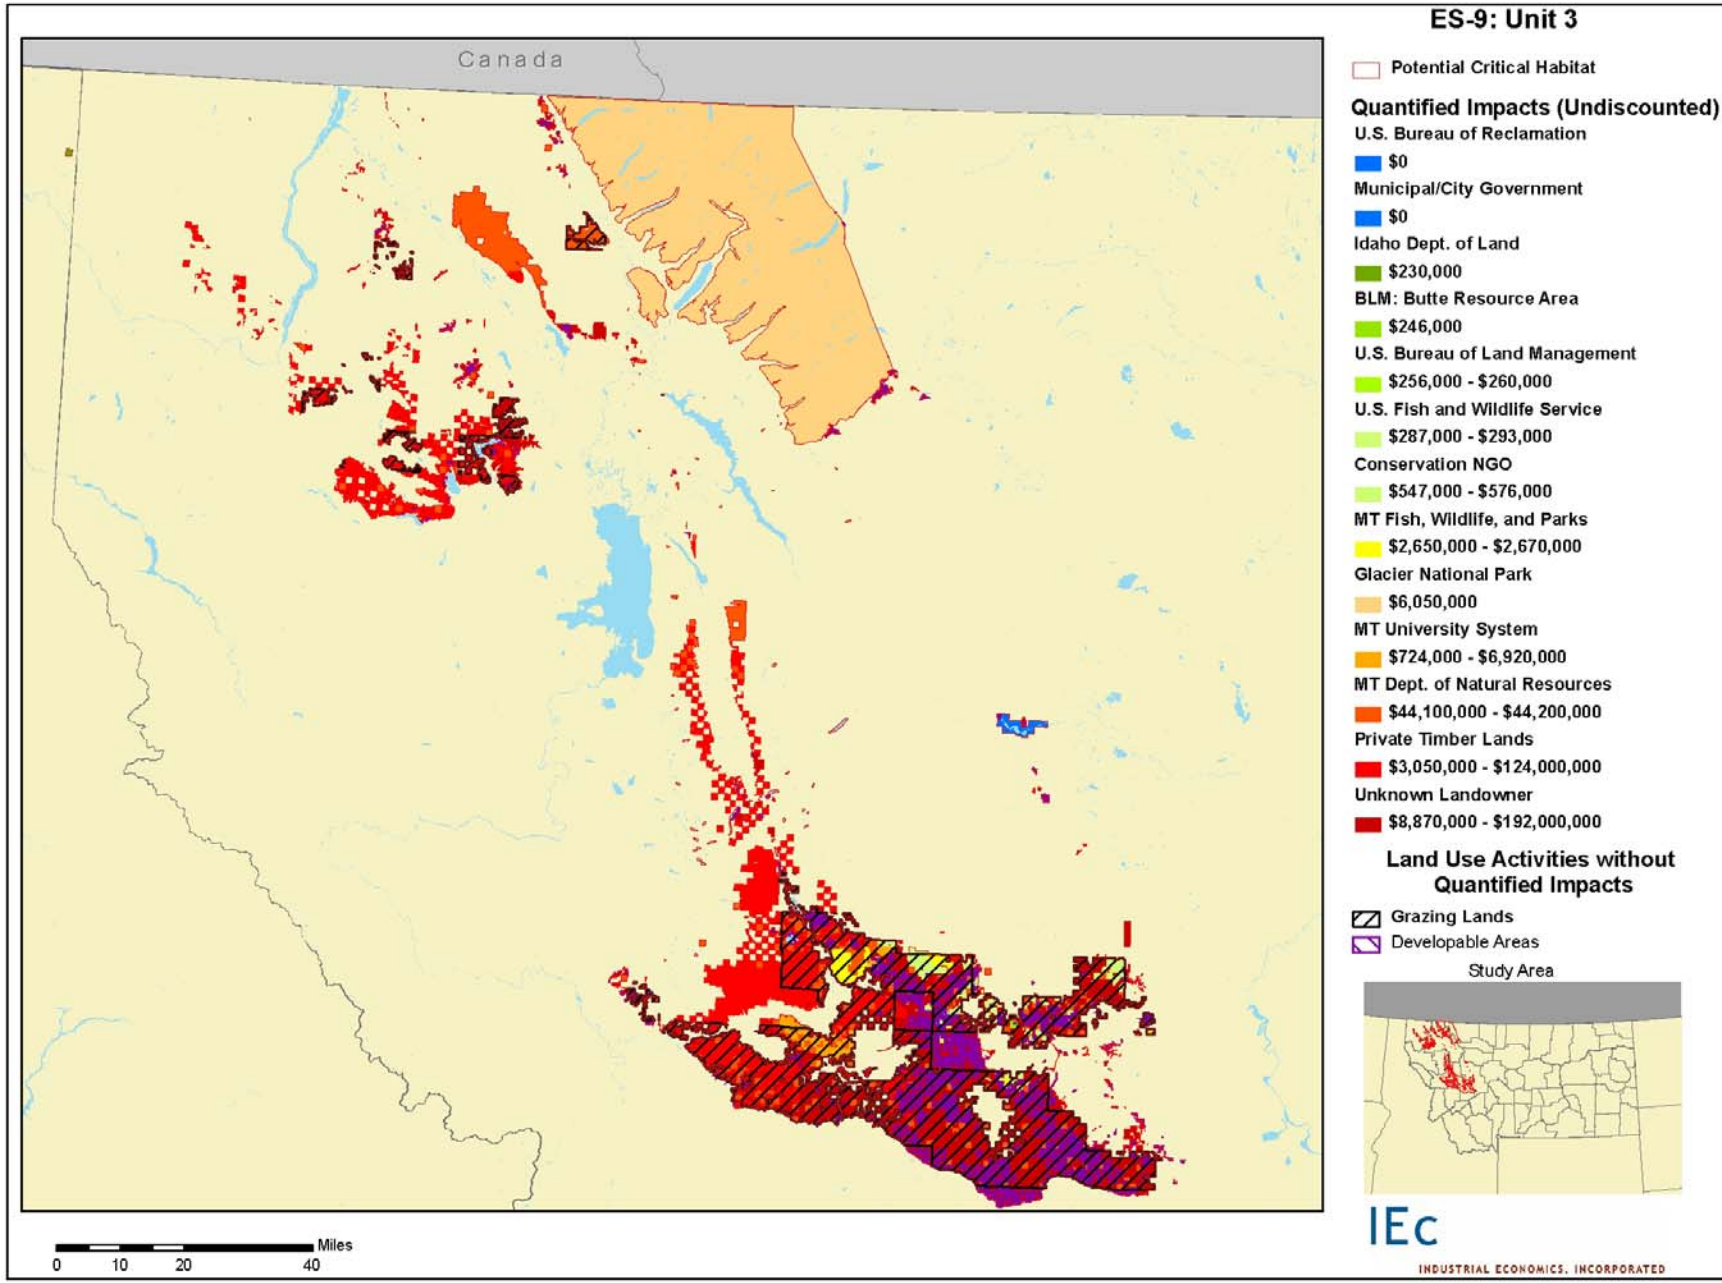 ES-9: Unit 3
Canada
Potential Critical Habitat
Quantified Impacts (Undiscounted)
U.S. Bureau of Reclamation
$0
Municipal/City Government
$0
Idaho Dept. of Land
$230,000
BLM: Butte Resource Area
$246,000
U.S. Bureau of Land Management
$256,000 - $260,000
U.S. Fish and Wildlife Service
$287,000 - $293,000
Conservation NGO
$547,000 - $576,000
MT Fish, Wildlife, and Parks
$2,650,000 - $2,670,000
Glacier National Park
$6,050,000
MT University System
$724,000 - $6,920,000
MT Dept. of Natural Resources
$44,100,000 - $44,200,000
Private Timber Lands
$3,050,000 - $124,000,000
Unknown Landowner
$8,870,000 - $192,000,000
Land Use Activities without
Quantified Impacts
Grazing Lands
Developable Areas
Study Area
Miles
0 10 20 40
IEc
INDUSTRIAL ECONOMICS, INCORPORATED